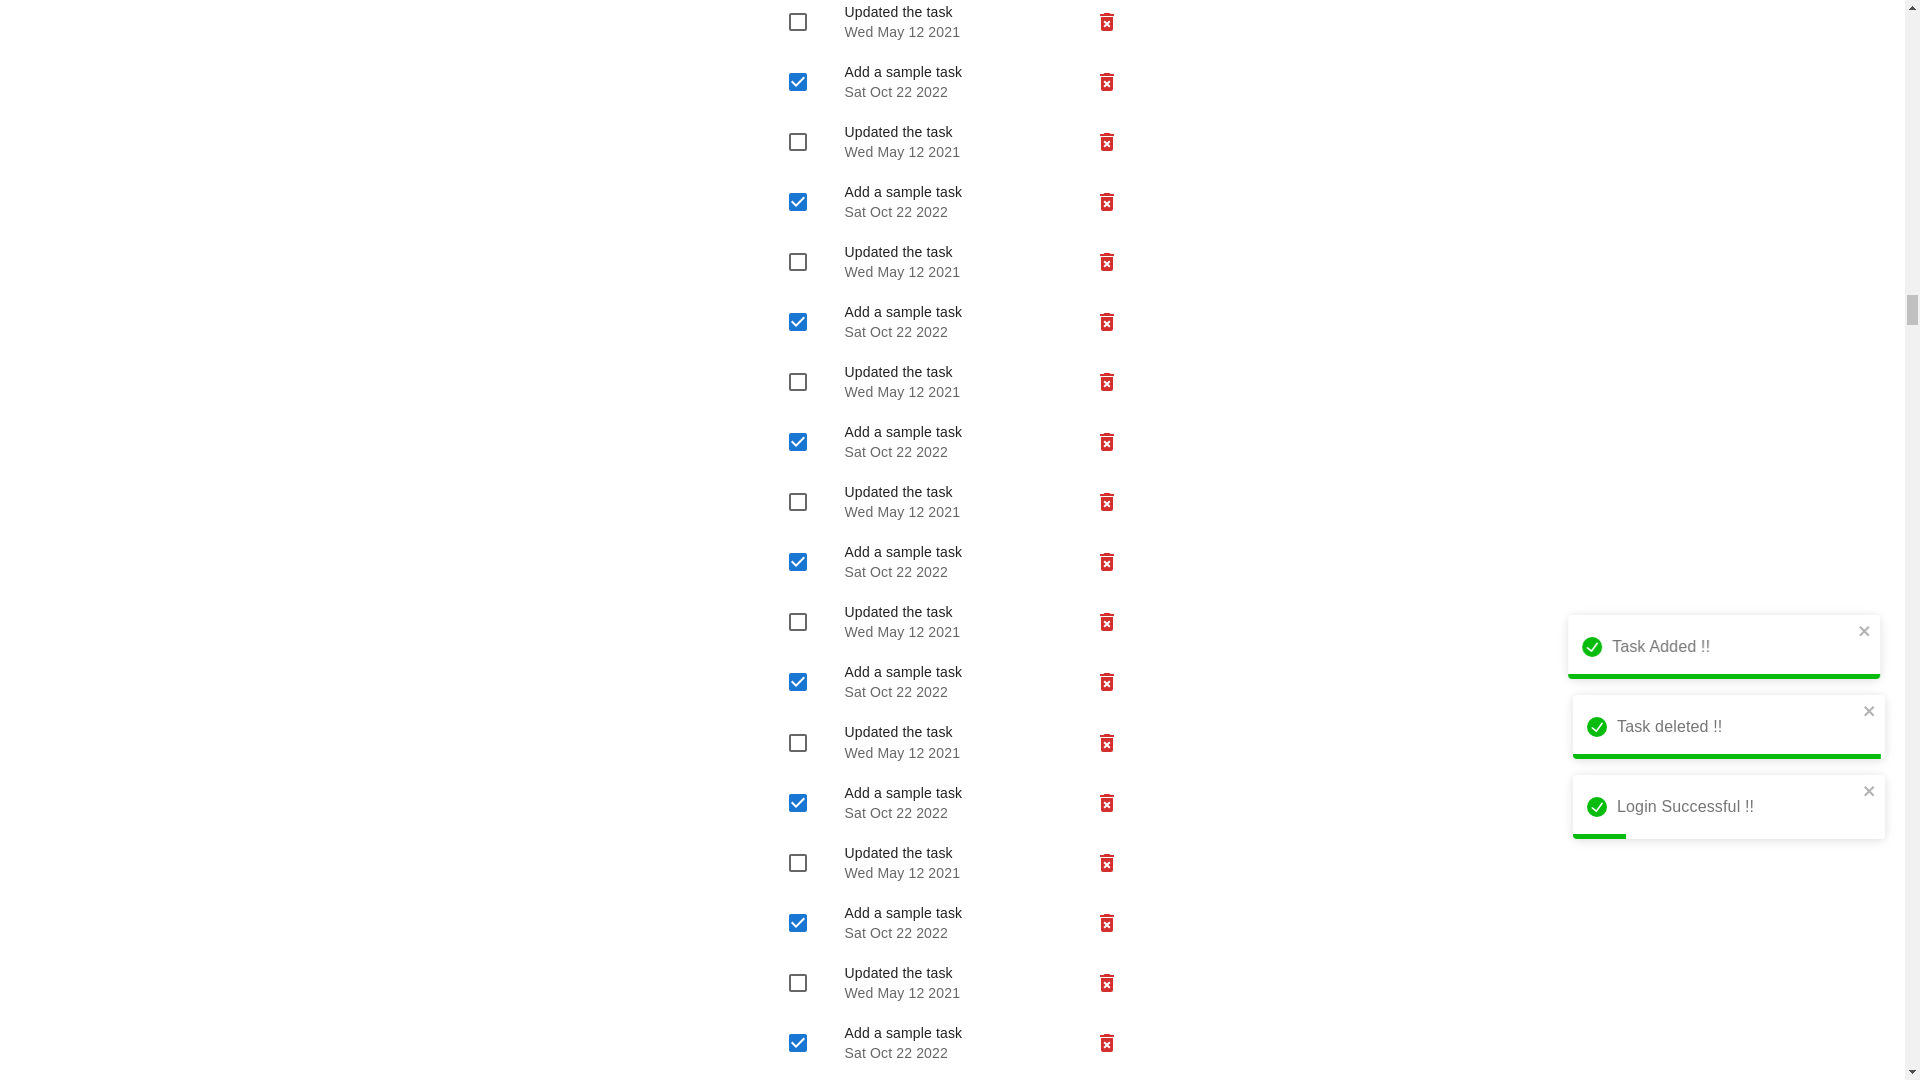 Updated the task
Wed May 12 2021
Add a sample task
Sat Oct 22 2022
Updated the task
Wed May 12 2021
Add a sample task
Sat Oct 22 2022
Updated the task
Wed May 12 2021
Add a sample task
Sat Oct 22 2022
Updated the task
Wed May 12 2021
Add a sample task
Sat Oct 22 2022
Updated the task
Wed May 12 2021
Add a sample task
Sat Oct 22 2022
Updated the task
Wed May 12 2021
Add a sample task
Sat Oct 22 2022
Updated the task
Wed May 12 2021
Add a sample task
Sat Oct 22 2022
Updated the task
Wed May 12 2021
Add a sample task
Sat Oct 22 2022
Updated the task
Wed May 12 2021
Add a sample task
Sat Oct 22 2022
Task Added !!
Task deleted !!
Login Successful !!